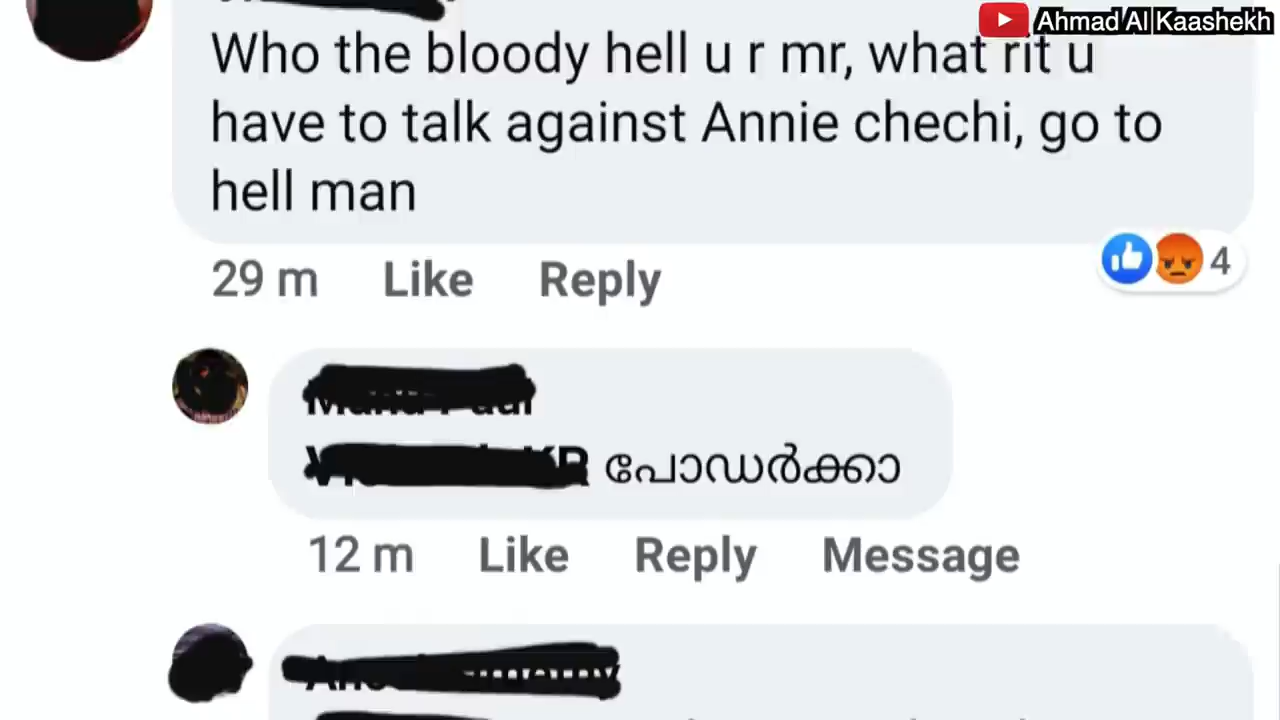 Ahmad Al Kaashekh
Who the bloody hell u r mr, what rit u
have to talk against Annie chechi, go to
hell man
29 m Like Reply
4
KR പോഡർക്കാ
12 m Like Reply Message